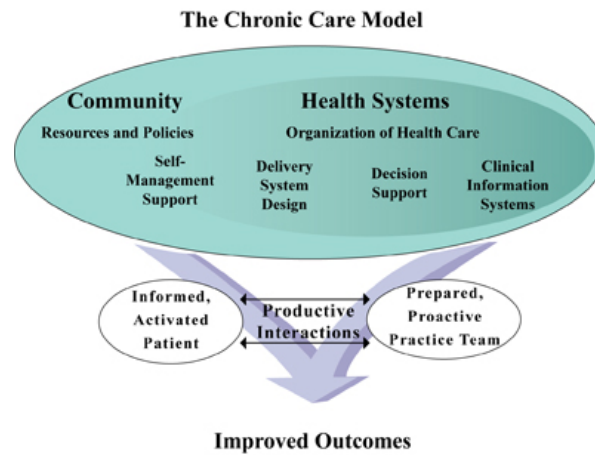 The Chronic Care Model
Community
Resources and Policies
Health Systems
Organization of Health Care
Self-
Management
Support
Delivery
System
Design
Decision
Support
Clinical
Information
Systems
Informed,
Activated
Patient
Productive
Interactions
Prepared,
Proactive
Practice Team
Improved Outcomes